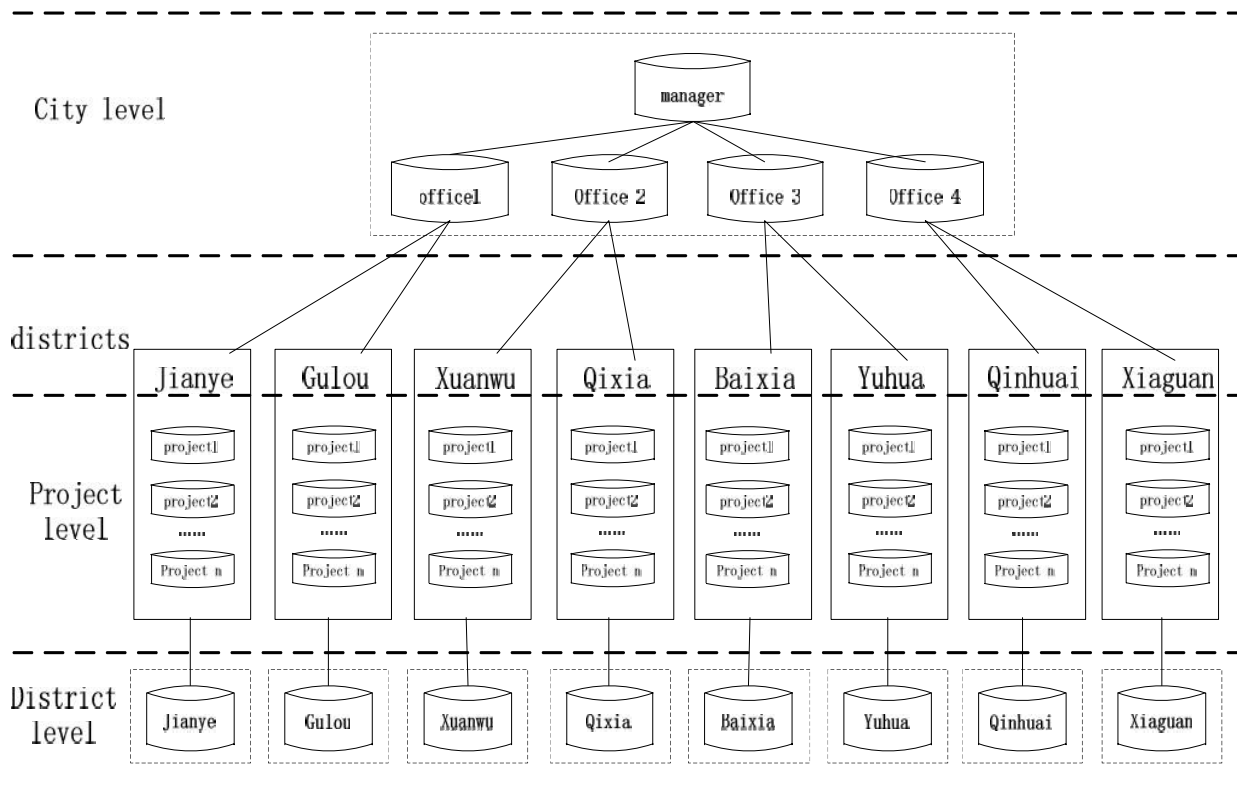 manager
City level
office1 Office 2 Office 3 Office 4
districts
Jianye Gulou Xuanwu Qixia Baixia Yuhua Qinhuai Xiaguan
project1 project1 project1 project1 project1 project1 project1 project1
Project
level
project2 project2 project2 project2 project2 project2 project2 project2
...... ...... ...... ...... ...... ...... ...... ......
Project n Project n Project n Project n Project n Project n Project n Project n
District
level
Jianye Gulou Xuanwu Qixia Baixia Yuhua Qinhuai Xiaguan